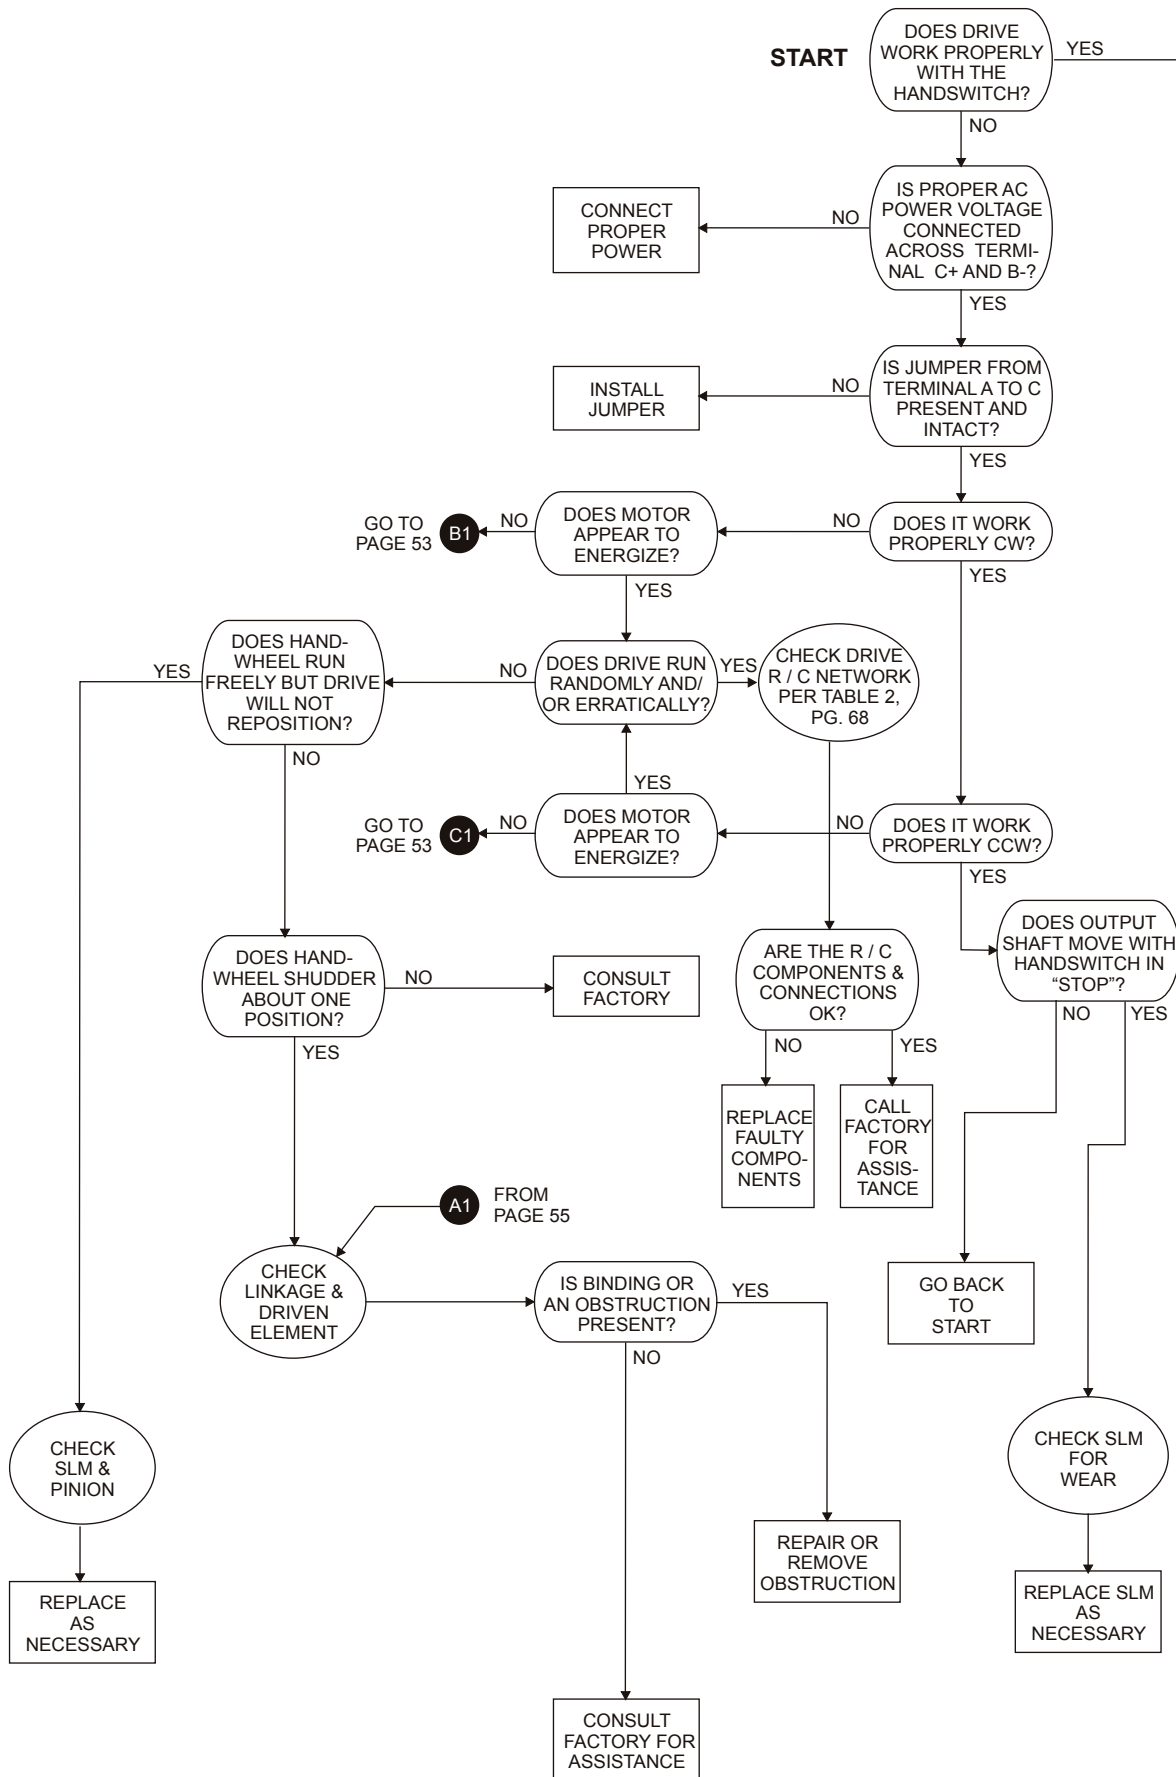 START
DOES DRIVE
WORK PROPERLY
WITH THE
HANDSWITCH?
YES
NO
IS PROPER AC
POWER VOLTAGE
CONNECTED
ACROSS TERMI-
NAL C+ AND B-?
NO
CONNECT
PROPER
POWER
YES
IS JUMPER FROM
TERMINAL A TO C
PRESENT AND
INTACT?
NO
INSTALL
JUMPER
YES
DOES IT WORK
PROPERLY CW?
NO
DOES MOTOR
APPEAR TO
ENERGIZE?
NO
B1
GO TO
PAGE 53
YES
YES
DOES DRIVE RUN
RANDOMLY AND/
OR ERRATICALLY?
YES
CHECK DRIVE
R / C NETWORK
PER TABLE 2,
PG. 68
NO
DOES HAND-
WHEEL RUN
FREELY BUT DRIVE
WILL NOT
REPOSITION?
YES
NO
YES
DOES MOTOR
APPEAR TO
ENERGIZE?
NO
C1
GO TO
PAGE 53
NO
DOES IT WORK
PROPERLY CCW?
YES
DOES OUTPUT
SHAFT MOVE WITH
HANDSWITCH IN
“STOP”?
NO
YES
DOES HAND-
WHEEL SHUDDER
ABOUT ONE
POSITION?
NO
CONSULT
FACTORY
YES
ARE THE R / C
COMPONENTS &
CONNECTIONS
OK?
NO
YES
REPLACE
FAULTY
COMPO-
NENTS
CALL
FACTORY
FOR
ASSIS-
TANCE
A1
FROM
PAGE 55
CHECK
LINKAGE &
DRIVEN
ELEMENT
IS BINDING OR
AN OBSTRUCTION
PRESENT?
YES
NO
GO BACK
TO
START
CHECK
SLM &
PINION
CHECK SLM
FOR
WEAR
REPAIR OR
REMOVE
OBSTRUCTION
REPLACE
AS
NECESSARY
REPLACE SLM
AS
NECESSARY
CONSULT
FACTORY FOR
ASSISTANCE